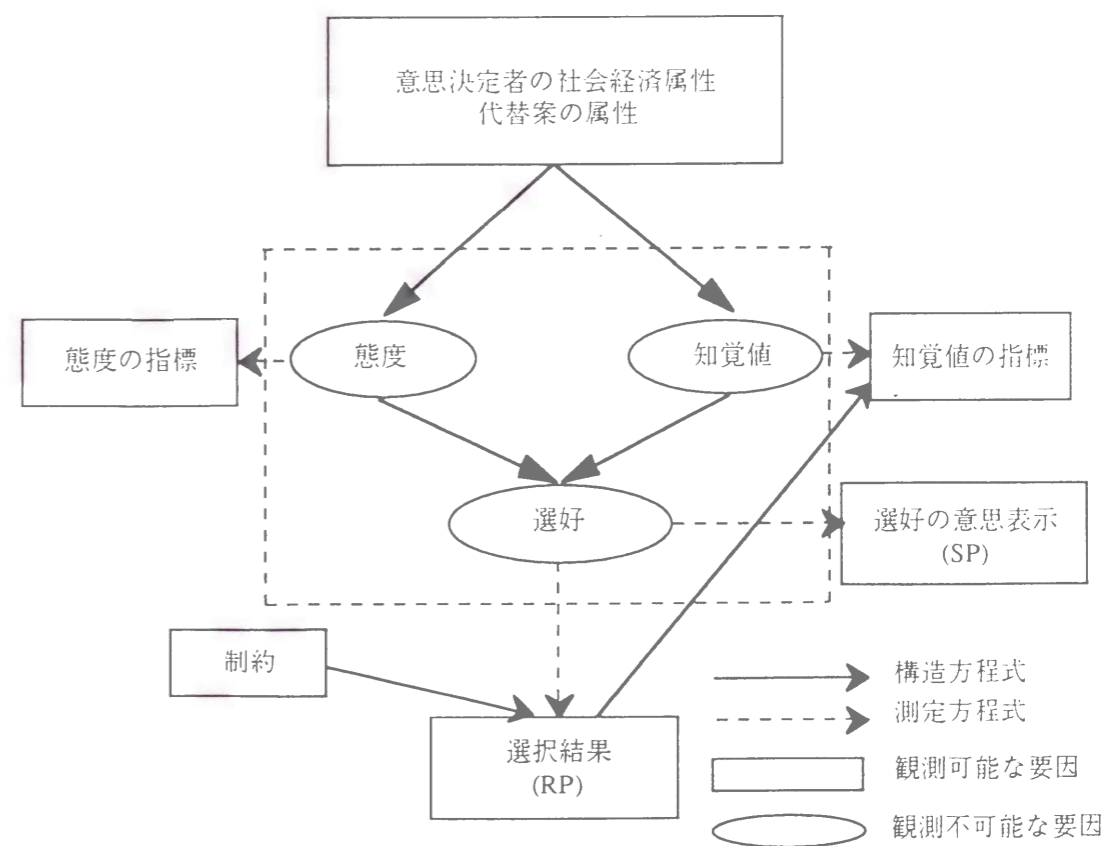 意思決定者の社会経済属性
代替案の属性
態度の指標
態度
知覚値
知覚値の指標
選好
選好の意思表示
(SP)
制約
選択結果
(RP)
構造方程式
測定方程式
観測可能な要因
観測不可能な要因